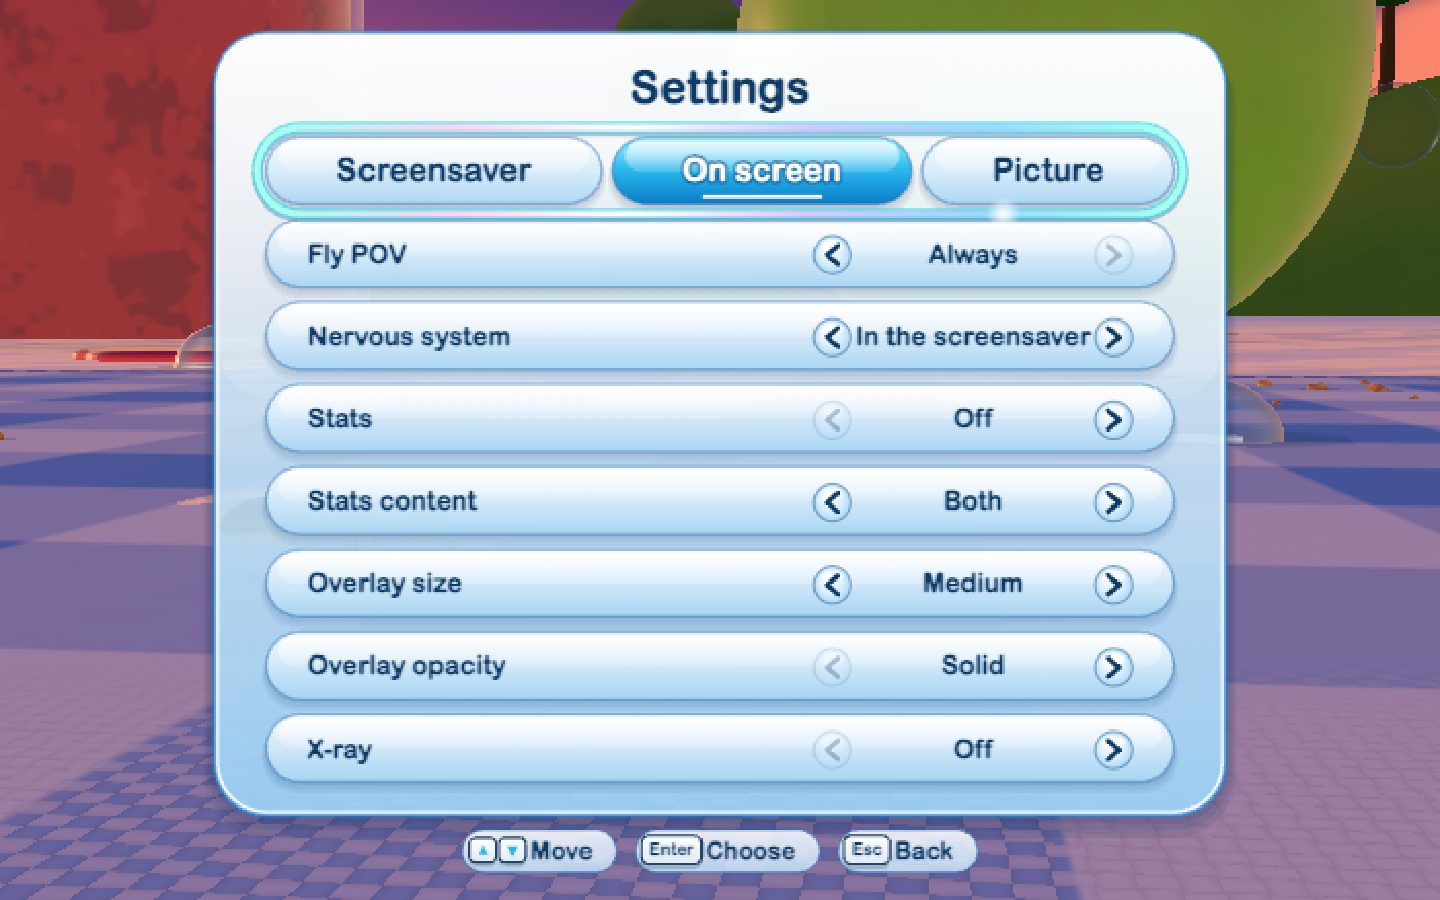 Settings
Screensaver On screen Picture
Fly POV Always
Nervous system In the screensaver
Stats Off
Stats content Both
Overlay size Medium
Overlay opacity Solid
X-ray Off
Move Enter Choose Esc Back